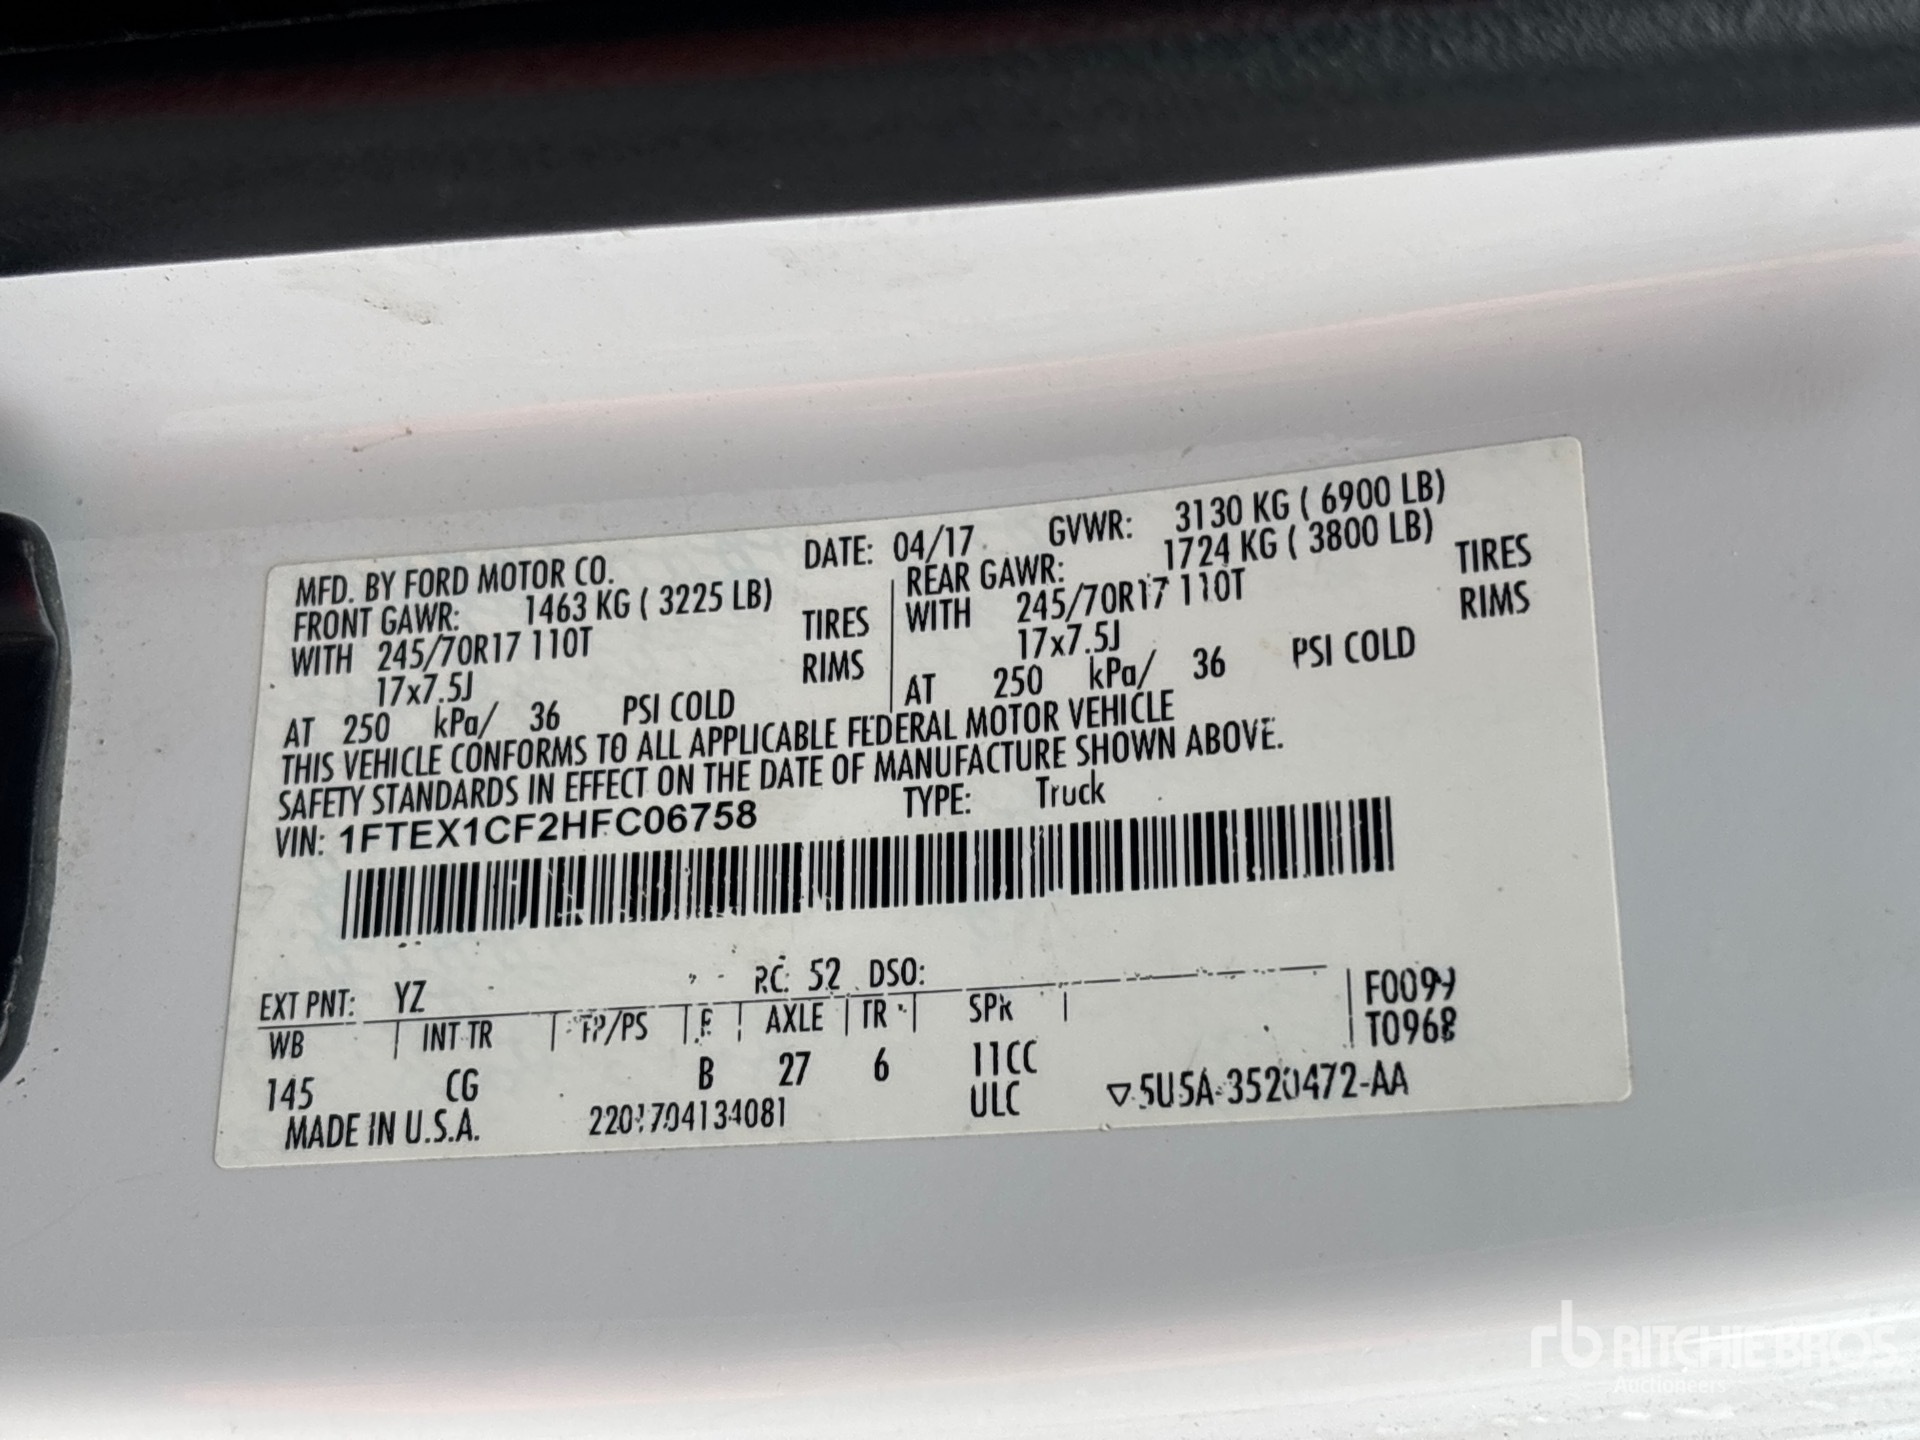 MFD. BY FORD MOTOR CO. DATE: 04/17 GVWR: 3130 KG ( 6900 LB)
FRONT GAWR: 1463 KG ( 3225 LB) REAR GAWR: 1724 KG ( 3800 LB)
WITH 245/70R17 110T TIRES WITH 245/70R17 110T TIRES
17x7.5J RIMS 17x7.5J RIMS
AT 250 kPa/ 36 PSI COLD AT 250 kPa/ 36 PSI COLD
THIS VEHICLE CONFORMS TO ALL APPLICABLE FEDERAL MOTOR VEHICLE
SAFETY STANDARDS IN EFFECT ON THE DATE OF MANUFACTURE SHOWN ABOVE.
VIN: 1FTEX1CF2HFC06758 TYPE: Truck
EXT PNT: YZ RC: 52 DSO: F0099
WB INT TR TP/PS R AXLE TR SPR T0968
145 CG B 27 6 11CC
ULC ▽5U5A-3520472-AA
MADE IN U.S.A. 2201704134081
rb RITCHIE BROS
Auctioneers